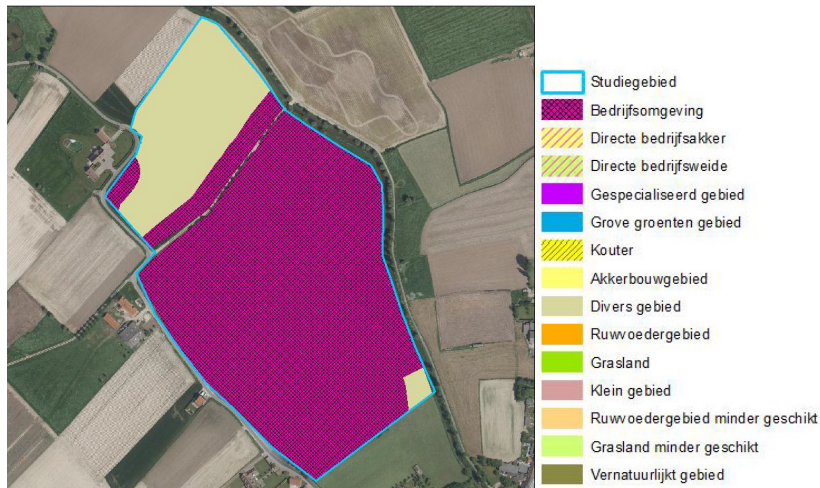 Studiegebied
Bedrijfsomgeving
Directe bedrijfsakker
Directe bedrijfsweide
Gespecialiseerd gebied
Grove groenten gebied
Kouter
Akkerbouwgebied
Divers gebied
Ruwvoedergebied
Grasland
Klein gebied
Ruwvoedergebied minder geschikt
Grasland minder geschikt
Vernatuurlijkt gebied